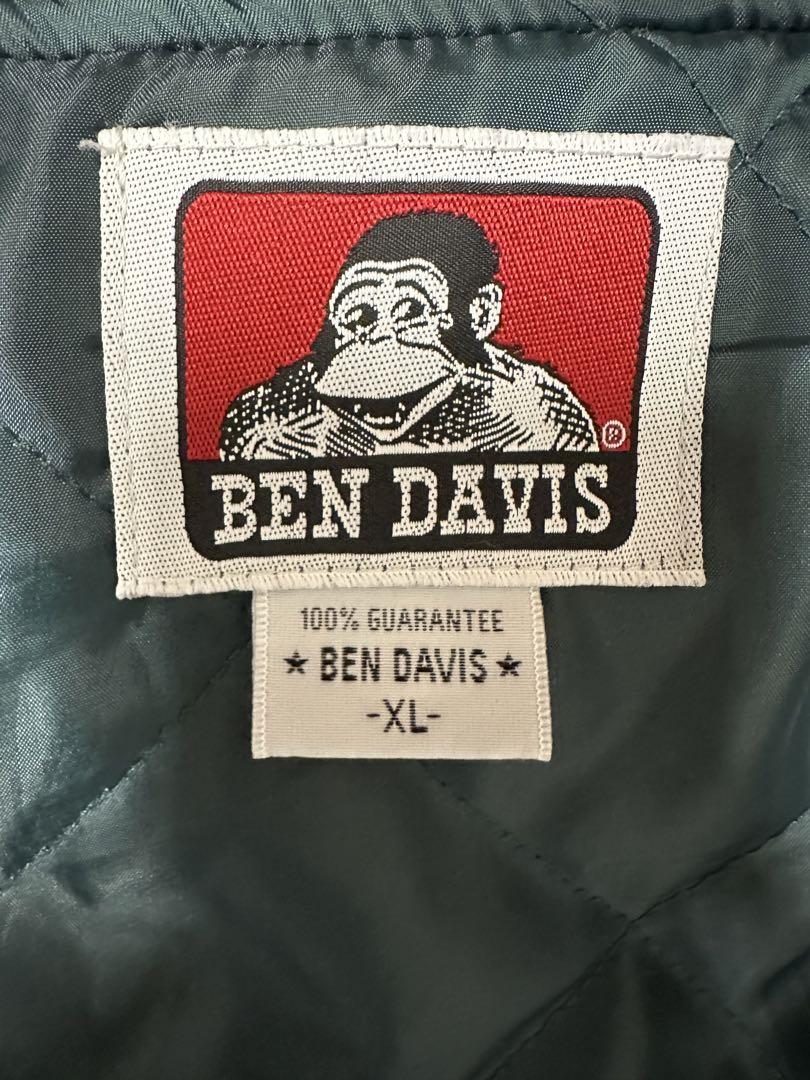 ®
BEN DAVIS
100% GUARANTEE
★ BEN DAVIS ★
-XL-